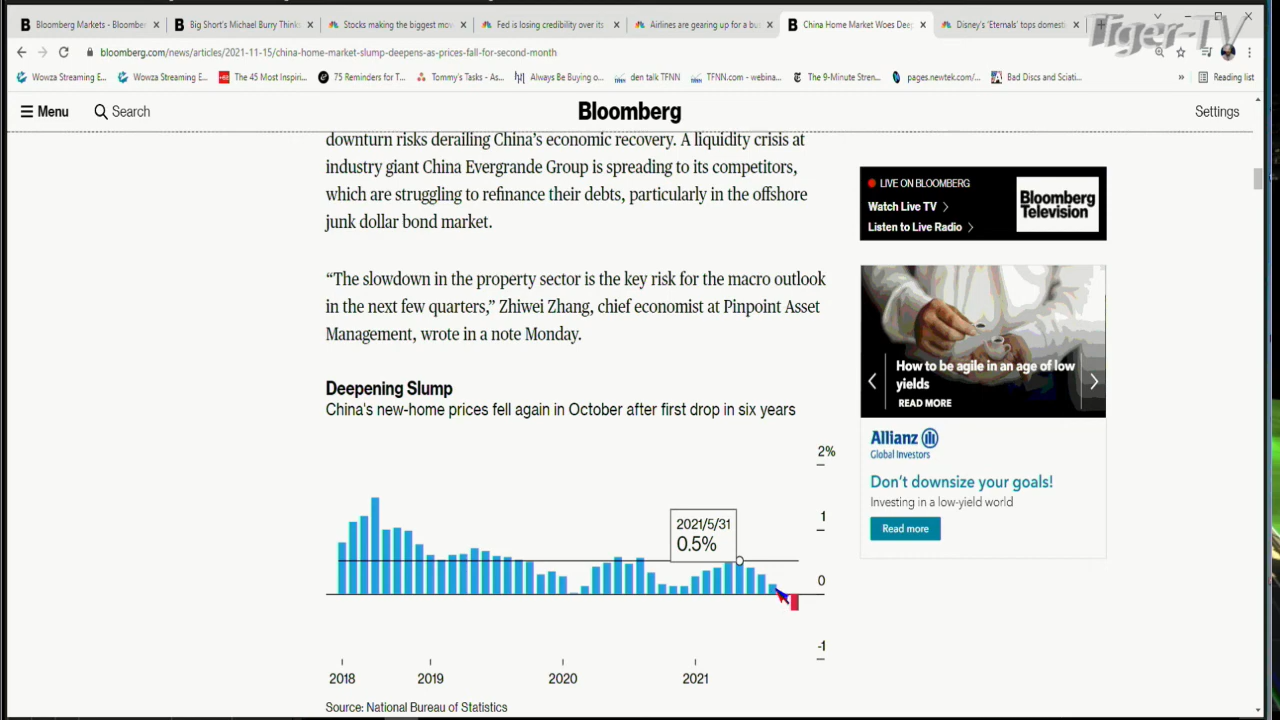 Bloomberg Markets - Bloomber
Big Short's Michael Burry Think
Stocks making the biggest mov
Fed is losing credibility over its
Airlines are gearing up for a bu
China Home Market Woes Deep
Disney's 'Eternals' tops domest
Tiger-TV
bloomberg.com/news/articles/2021-11-15/china-home-market-slump-deepens-as-prices-fall-for-second-month
Wowza Streaming E...
Wowza Streaming E...
The 45 Most Inspiri...
75 Reminders for T...
Tommy's Tasks - As...
Always Be Buying o...
den talk TFNN
TFNN.com - webina...
The 9-Minute Stren...
pages.newtek.com/...
Bad Discs and Sciati...
»
Reading list
Menu
Search
Bloomberg
Settings
downturn risks derailing China's economic recovery. A liquidity crisis at
industry giant China Evergrande Group is spreading to its competitors,
which are struggling to refinance their debts, particularly in the offshore
junk dollar bond market.
“The slowdown in the property sector is the key risk for the macro outlook
in the next few quarters,” Zhiwei Zhang, chief economist at Pinpoint Asset
Management, wrote in a note Monday.
Deepening Slump
China's new-home prices fell again in October after first drop in six years
2%
1
0
-1
2021/5/31
0.5%
2018
2019
2020
2021
Source: National Bureau of Statistics
LIVE ON BLOOMBERG
Watch Live TV
Listen to Live Radio
Bloomberg
Television
How to be agile in an age of low
yields
READ MORE
Allianz
Global Investors
Don't downsize your goals!
Investing in a low-yield world
Read more